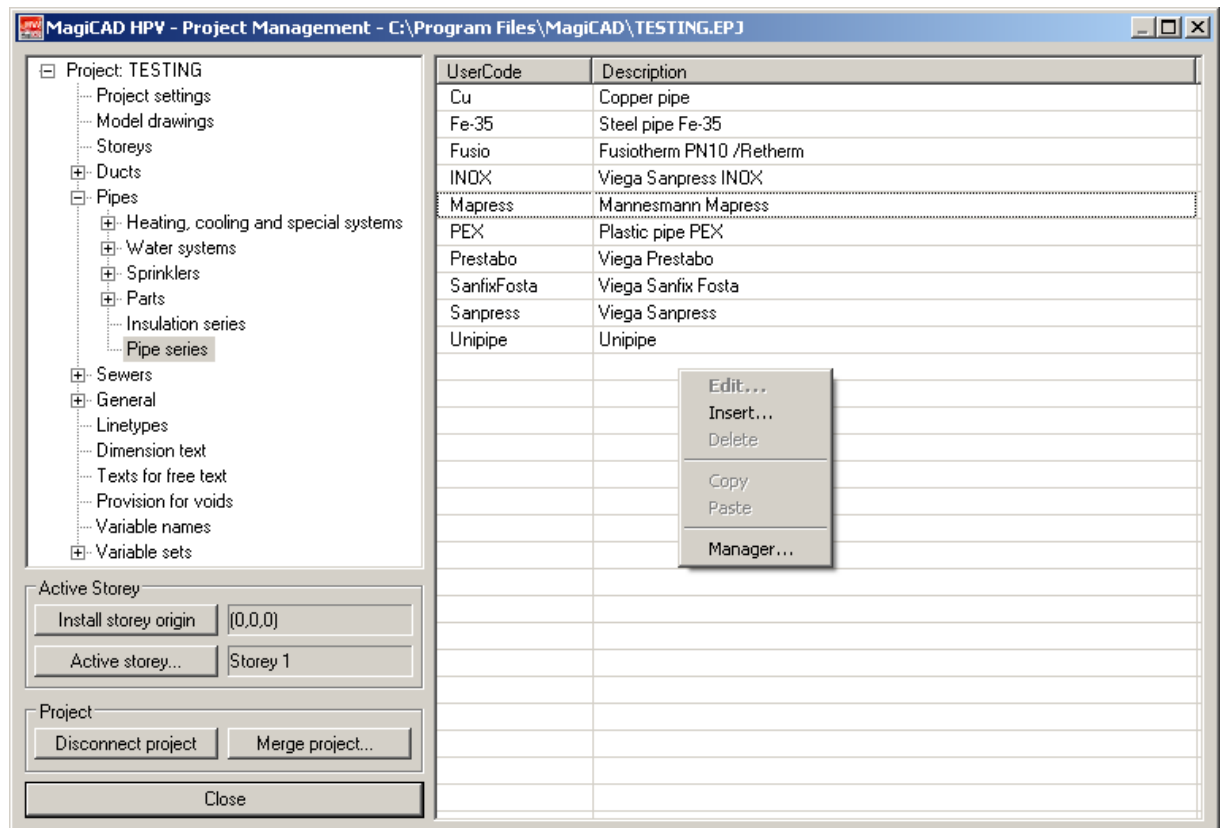 MagiCAD HPV - Project Management - C:\Program Files\MagiCAD\TESTING.EPJ
Project: TESTING
Project settings
Model drawings
Storeys
Ducts
Pipes
Heating, cooling and special systems
Water systems
Sprinklers
Parts
Insulation series
Pipe series
Sewers
General
Linetypes
Dimension text
Texts for free text
Provision for voids
Variable names
Variable sets
Active Storey
Install storey origin (0,0,0)
Active storey... Storey 1
Project
Disconnect project Merge project...
Close
UserCode Description
Cu Copper pipe
Fe-35 Steel pipe Fe-35
Fusio Fusiotherm PN10 /Retherm
INOX Viega Sanpress INOX
Mapress Mannesmann Mapress
PEX Plastic pipe PEX
Prestabo Viega Prestabo
SanfixFosta Viega Sanfix Fosta
Sanpress Viega Sanpress
Unipipe Unipipe
Edit...
Insert...
Delete
Copy
Paste
Manager...